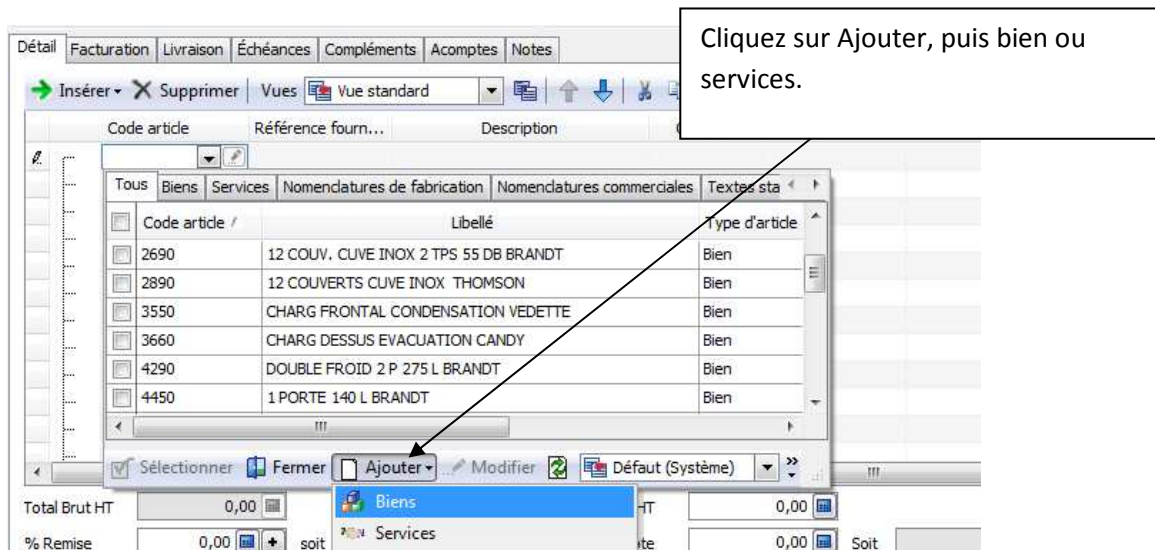 Cliquez sur Ajouter, puis bien ou
services.
Détail Facturation Livraison Échéances Compléments Acomptes Notes
Insérer Supprimer Vues Vue standard
Code article Référence fourn... Description
Tous Biens Services Nomenclatures de fabrication Nomenclatures commerciales Textes sta
Code article Libellé Type d'article
2690 12 COUV. CUVE INOX 2 TPS 55 DB BRANDT Bien
2890 12 COUVERTS CUVE INOX THOMSON Bien
3550 CHARG FRONTAL CONDENSATION VEDETTE Bien
3660 CHARG DESSUS EVACUATION CANDY Bien
4290 DOUBLE FROID 2 P 275 L BRANDT Bien
4450 1 PORTE 140 L BRANDT Bien
Sélectionner Fermer Ajouter Modifier Défaut (Système)
Biens
Total Brut HT 0,00 HT 0,00
Services
% Remise 0,00 soit te 0,00 Soit